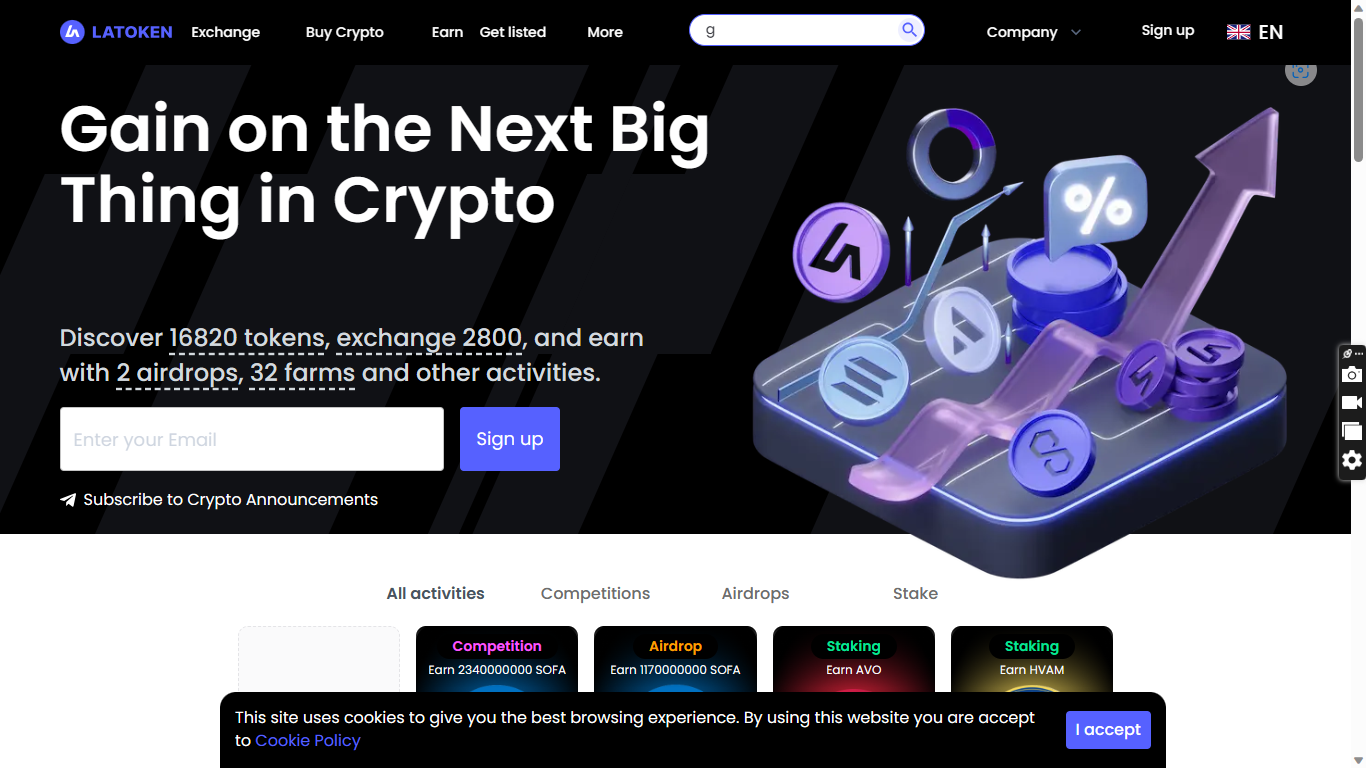 LATOKEN Exchange Buy Crypto Earn Get listed More g Company Sign up EN
Gain on the Next Big
Thing in Crypto
Discover 16820 tokens, exchange 2800, and earn
with 2 airdrops, 32 farms and other activities.
Enter your Email Sign up
Subscribe to Crypto Announcements
%
All activities Competitions Airdrops Stake
Competition Airdrop Staking Staking
Earn 2340000000 SOFA Earn 1170000000 SOFA Earn AVO Earn HVAM
This site uses cookies to give you the best browsing experience. By using this website you are accept
to Cookie Policy
I accept